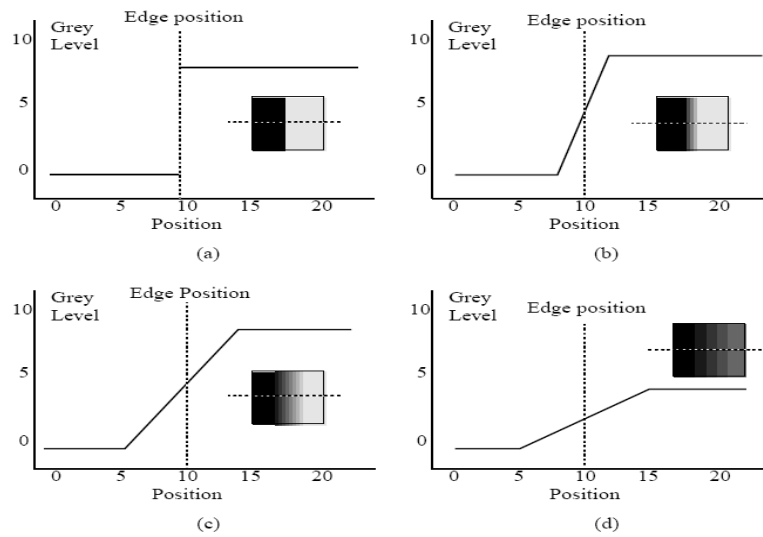 Grey
Level
Edge position
10
5
0
0 5 10 15 20
Position
(a)
Grey
Level
Edge position
10
5
0
0 5 10 15 20
Position
(b)
Grey
Level
Edge Position
10
5
0
0 5 10 15 20
Position
(c)
Grey
Level
Edge position
10
5
0
0 5 10 15 20
Position
(d)